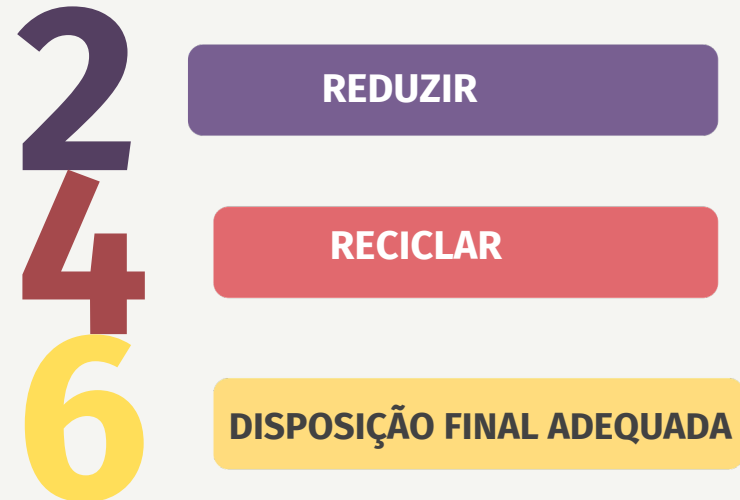 2
REDUZIR
4
RECICLAR
6
DISPOSIÇÃO FINAL ADEQUADA